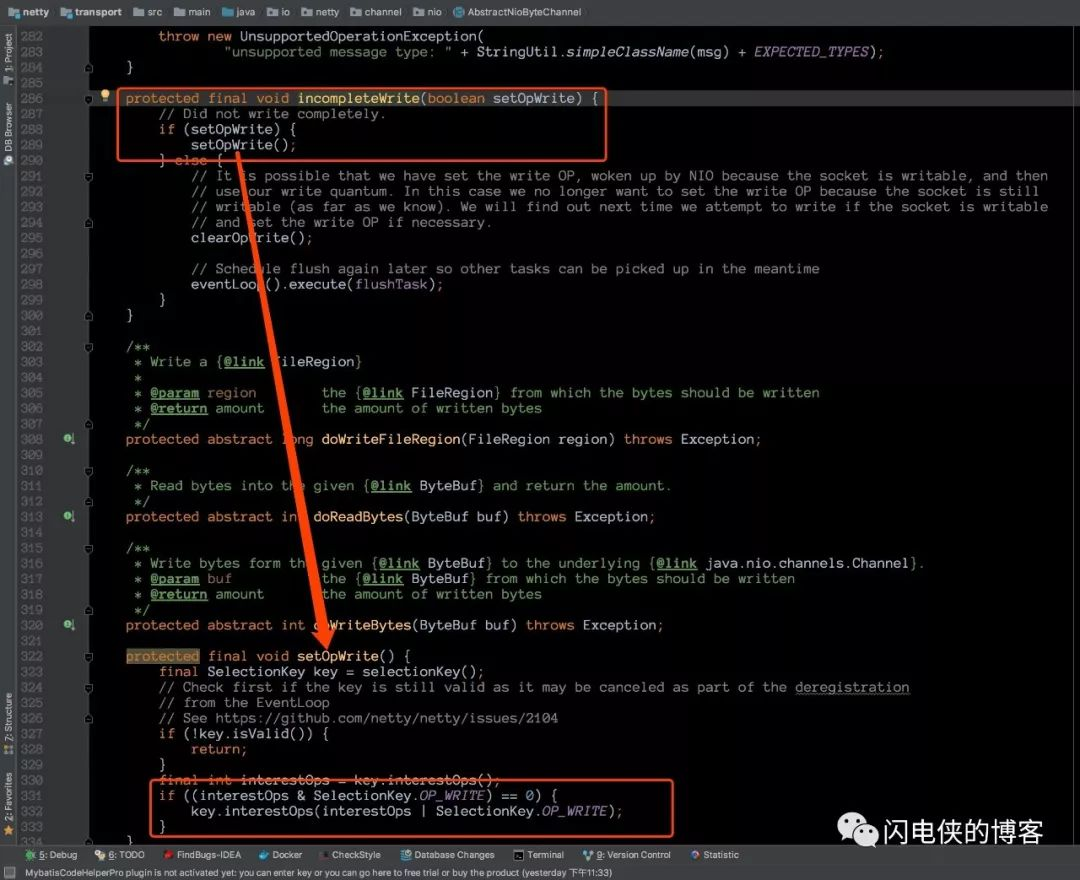 netty transport src main java io netty channel nio AbstractNioByteChannel
1: Project
DB Browser
7: Structure
2: Favorites
282 throw new UnsupportedOperationException(
283 "unsupported message type: " + StringUtil.simpleClassName(msg) + EXPECTED_TYPES);
284 }
285
286 protected final void incompleteWrite(boolean setOpWrite) {
287 // Did not write completely.
288 if (setOpWrite) {
289 setOpWrite();
290 } else {
291 // It is possible that we have set the write OP, woken up by NIO because the socket is writable, and then
292 // use our write quantum. In this case we no longer want to set the write OP because the socket is still
293 // writable (as far as we know). We will find out next time we attempt to write if the socket is writable
294 // and set the write OP if necessary.
295 clearOpWrite();
296
297 // Schedule flush again later so other tasks can be picked up in the meantime
298 eventLoop().execute(flushTask);
299 }
300 }
301
302 /**
303 * Write a {@link FileRegion}
304 *
305 * @param region the {@link FileRegion} from which the bytes should be written
306 * @return amount the amount of written bytes
307 */
308 protected abstract long doWriteFileRegion(FileRegion region) throws Exception;
309
310 /**
311 * Read bytes into the given {@link ByteBuf} and return the amount.
312 */
313 protected abstract int doReadBytes(ByteBuf buf) throws Exception;
314
315 /**
316 * Write bytes form the given {@link ByteBuf} to the underlying {@link java.nio.channels.Channel}.
317 * @param buf the {@link ByteBuf} from which the bytes should be written
318 * @return amount the amount of written bytes
319 */
320 protected abstract int doWriteBytes(ByteBuf buf) throws Exception;
321
322 protected final void setOpWrite() {
323 final SelectionKey key = selectionKey();
324 // Check first if the key is still valid as it may be canceled as part of the deregistration
325 // from the EventLoop
326 // See https://github.com/netty/netty/issues/2104
327 if (!key.isValid()) {
328 return;
329 }
330 final int interestOps = key.interestOps();
331 if ((interestOps & SelectionKey.OP_WRITE) == 0) {
332 key.interestOps(interestOps | SelectionKey.OP_WRITE);
333 }
334 }
闪电侠的博客
5: Debug 6: TODO FindBugs-IDEA Docker CheckStyle Database Changes Terminal 9: Version Control Statistic
MybatisCodeHelperPro plugin is not activated yet: you can enter key or you can go here to free trial or buy the product (yesterday 下午11:33)